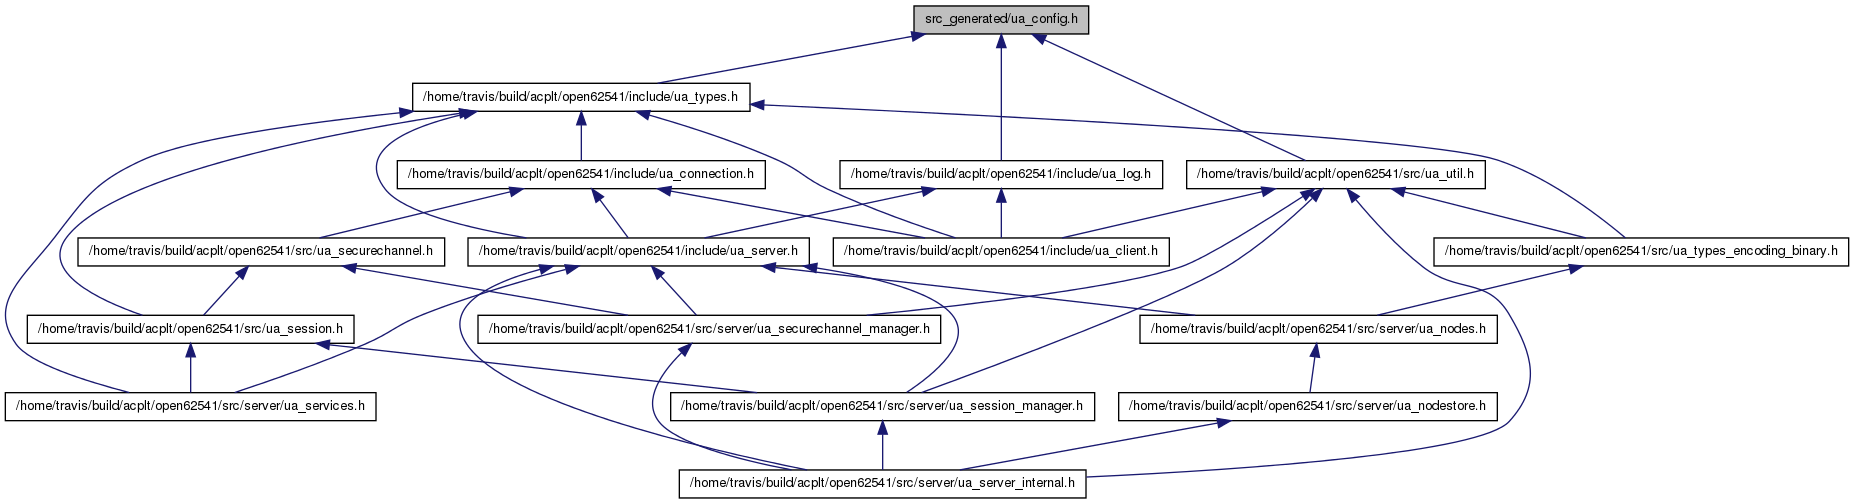 src_generated/ua_config.h
/home/travis/build/acplt/open62541/include/ua_types.h
/home/travis/build/acplt/open62541/include/ua_connection.h
/home/travis/build/acplt/open62541/include/ua_log.h
/home/travis/build/acplt/open62541/src/ua_util.h
/home/travis/build/acplt/open62541/src/ua_securechannel.h
/home/travis/build/acplt/open62541/include/ua_server.h
/home/travis/build/acplt/open62541/include/ua_client.h
/home/travis/build/acplt/open62541/src/ua_types_encoding_binary.h
/home/travis/build/acplt/open62541/src/ua_session.h
/home/travis/build/acplt/open62541/src/server/ua_securechannel_manager.h
/home/travis/build/acplt/open62541/src/server/ua_nodes.h
/home/travis/build/acplt/open62541/src/server/ua_services.h
/home/travis/build/acplt/open62541/src/server/ua_session_manager.h
/home/travis/build/acplt/open62541/src/server/ua_nodestore.h
/home/travis/build/acplt/open62541/src/server/ua_server_internal.h